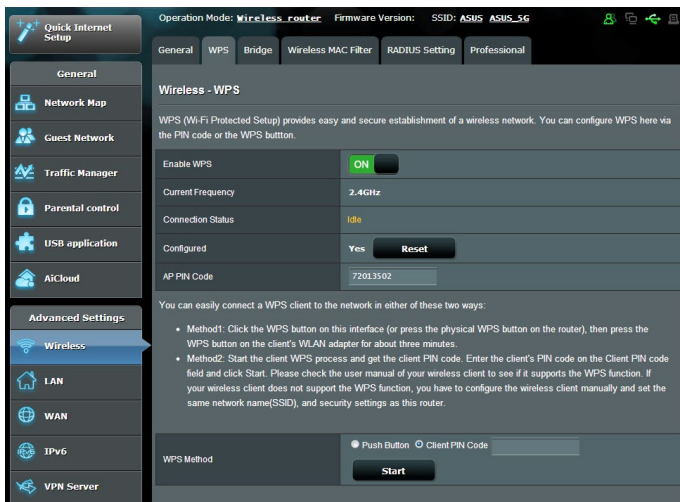 Quick Internet
Setup
Operation Mode: Wireless router Firmware Version: SSID: ASUS ASUS_5G
General WPS Bridge Wireless MAC Filter RADIUS Setting Professional
General
Network Map
Guest Network
Traffic Manager
Parental control
USB application
AiCloud
Advanced Settings
Wireless
LAN
WAN
IPv6
VPN Server
Wireless - WPS
WPS (Wi-Fi Protected Setup) provides easy and secure establishment of a wireless network. You can configure WPS here via
the PIN code or the WPS buttton.
Enable WPS ON
Current Frequency 2.4GHz
Connection Status Idle
Configured Yes Reset
AP PIN Code 72013502
You can easily connect a WPS client to the network in either of these two ways:
• Method1: Click the WPS button on this interface (or press the physical WPS button on the router), then press the
WPS button on the client's WLAN adapter for about three minutes.
• Method2: Start the client WPS process and get the client PIN code. Enter the client's PIN code on the Client PIN code
field and click Start. Please check the user manual of your wireless client to see if it supports the WPS function. If
your wireless client does not support the WPS function, you have to configure the wireless client manually and set the
same network name(SSID), and security settings as this router.
WPS Method Push Button Client PIN Code
Start